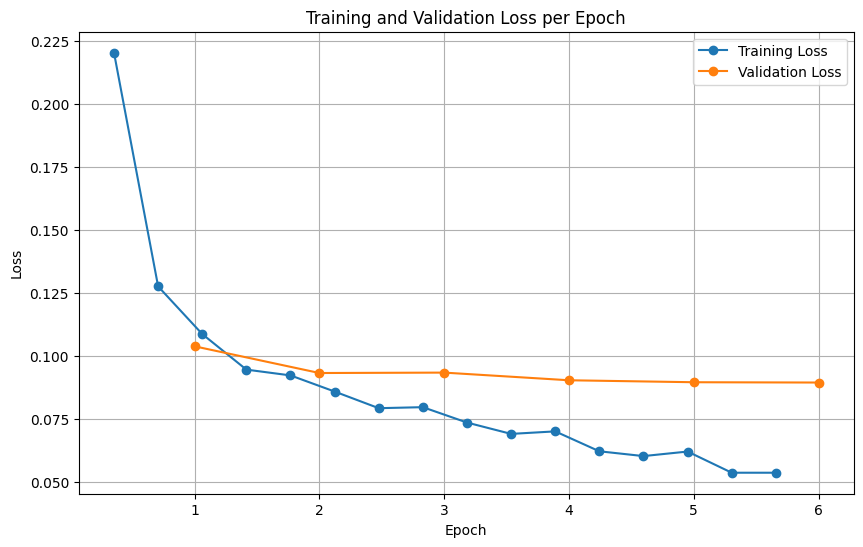 Training and Validation Loss per Epoch
Training Loss
Validation Loss
0.225
0.200
0.175
0.150
0.125
0.100
0.075
0.050
Loss
1 2 3 4 5 6
Epoch